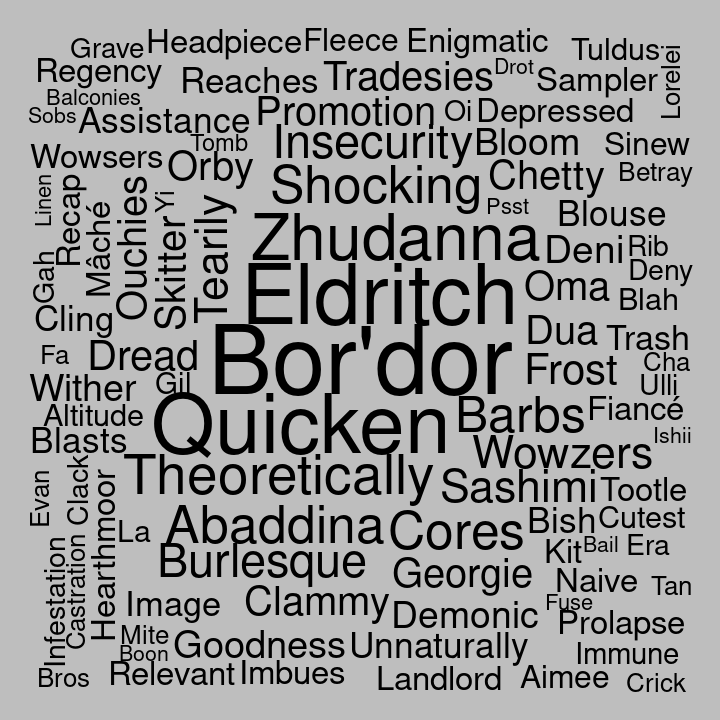 Grave Headpiece Fleece Enigmatic Tuldus Lorelei
Regency Reaches Tradesies Drot Sampler
Balconies
Sobs Assistance Promotion Oi Depressed
Wowsers Tomb Orby Insecurity Bloom Sinew
Shocking Chetty Betray
Linen Recap Mâché Ouchies Yi Skitter Tearily
Psst Blouse
Zhudanna Deni Rib
Gah Eldritch Oma Deny
Blah
Cling Bor'dor Dua Trash
Fa Dread Frost Cha
Wither Gil Ulli
Altitude Quicken Barbs Fiancé
Blasts Wowzers Ishii
Theoretically Sashimi Tootle
Evan Clack Hearthmoor La Abaddina Cores Bish Cutest
Infestation Castration Burlesque Kit Bail Era
Georgie Naive Tan
Image Clammy Demonic Fuse Prolapse
Mite Goodness Unnaturally Immune
Boon
Bros Relevant Imbues Landlord Aimee Crick